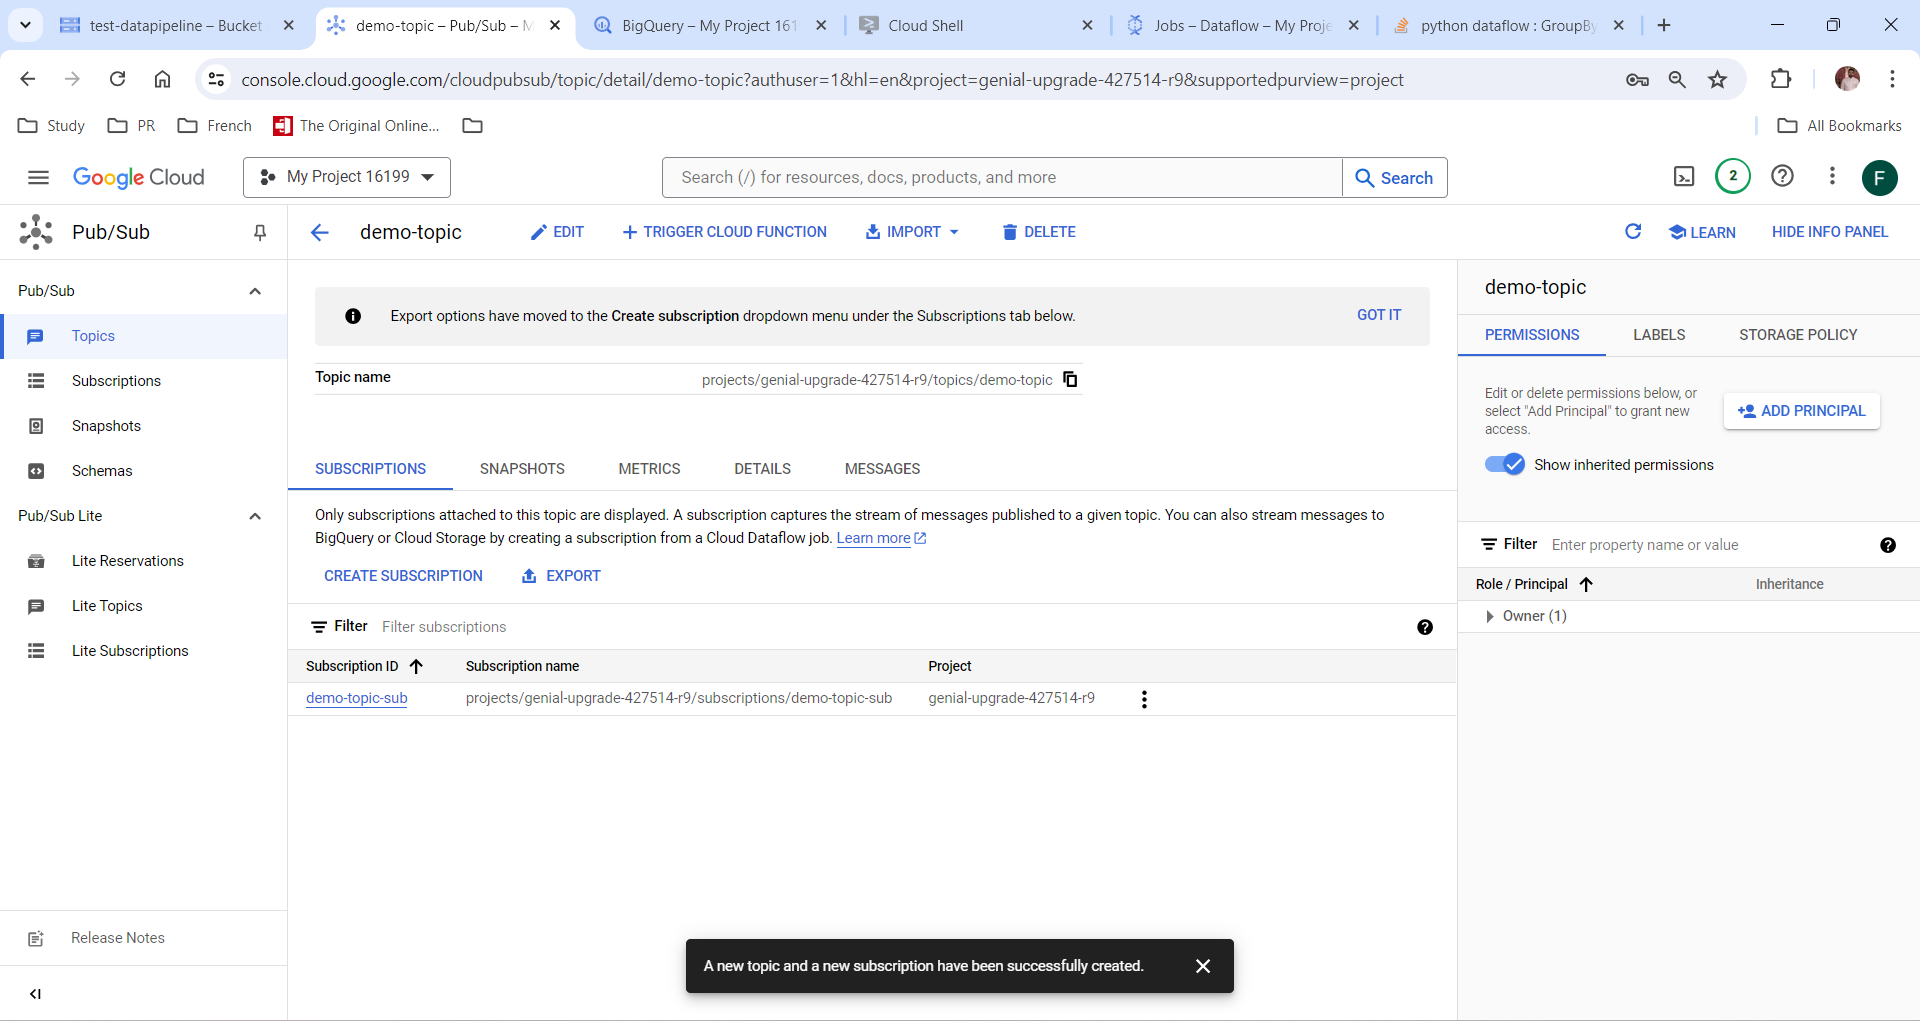 test-datapipeline – Bucket
demo-topic – Pub/Sub – M
BigQuery – My Project 161
Cloud Shell
Jobs – Dataflow – My Proje
python dataflow : GroupBy
console.cloud.google.com/cloudpubsub/topic/detail/demo-topic?authuser=1&hl=en&project=genial-upgrade-427514-r9&supportedpurview=project
Study
PR
French
The Original Online...
All Bookmarks
Google Cloud
My Project 16199
Search (/) for resources, docs, products, and more
Search
2
F
Pub/Sub
demo-topic
EDIT
TRIGGER CLOUD FUNCTION
IMPORT
DELETE
LEARN
HIDE INFO PANEL
Pub/Sub
Topics
Subscriptions
Snapshots
Schemas
Pub/Sub Lite
Lite Reservations
Lite Topics
Lite Subscriptions
Release Notes
Export options have moved to the Create subscription dropdown menu under the Subscriptions tab below.
GOT IT
Topic name
projects/genial-upgrade-427514-r9/topics/demo-topic
SUBSCRIPTIONS
SNAPSHOTS
METRICS
DETAILS
MESSAGES
Only subscriptions attached to this topic are displayed. A subscription captures the stream of messages published to a given topic. You can also stream messages to
BigQuery or Cloud Storage by creating a subscription from a Cloud Dataflow job. Learn more
CREATE SUBSCRIPTION
EXPORT
Filter
Filter subscriptions
Subscription ID
Subscription name
Project
demo-topic-sub
projects/genial-upgrade-427514-r9/subscriptions/demo-topic-sub
genial-upgrade-427514-r9
demo-topic
PERMISSIONS
LABELS
STORAGE POLICY
Edit or delete permissions below, or
select "Add Principal" to grant new
access.
ADD PRINCIPAL
Show inherited permissions
Filter
Enter property name or value
Role / Principal
Inheritance
Owner (1)
A new topic and a new subscription have been successfully created.